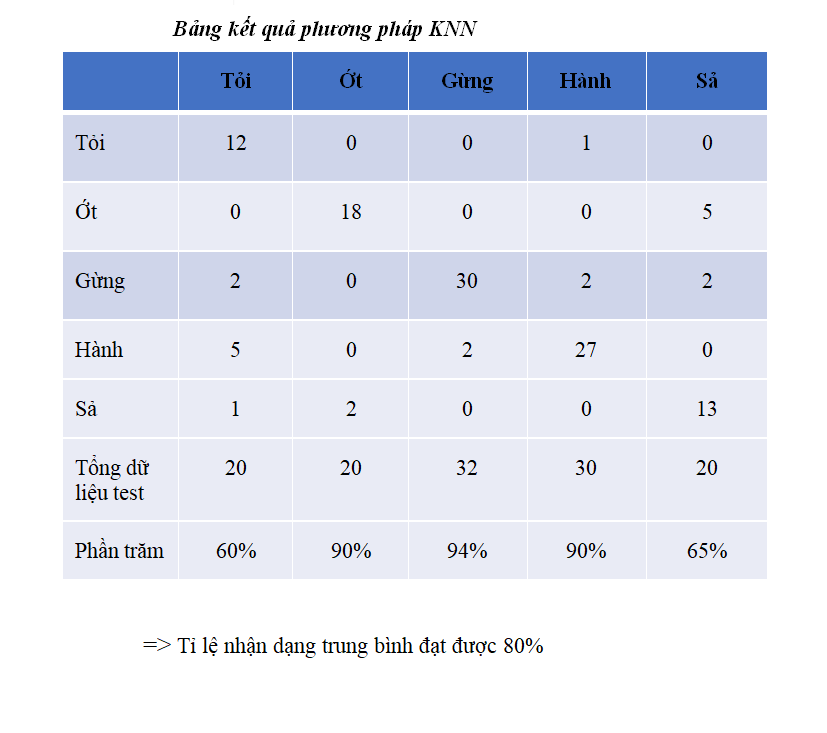 Bảng kết quả phương pháp KNN
Tỏi Ớt Gừng Hành Sả
Tỏi 12 0 0 1 0
Ớt 0 18 0 0 5
Gừng 2 0 30 2 2
Hành 5 0 2 27 0
Sả 1 2 0 0 13
Tổng dữ
liệu test 20 20 32 30 20
Phần trăm 60% 90% 94% 90% 65%
=> Tỉ lệ nhận dạng trung bình đạt được 80%